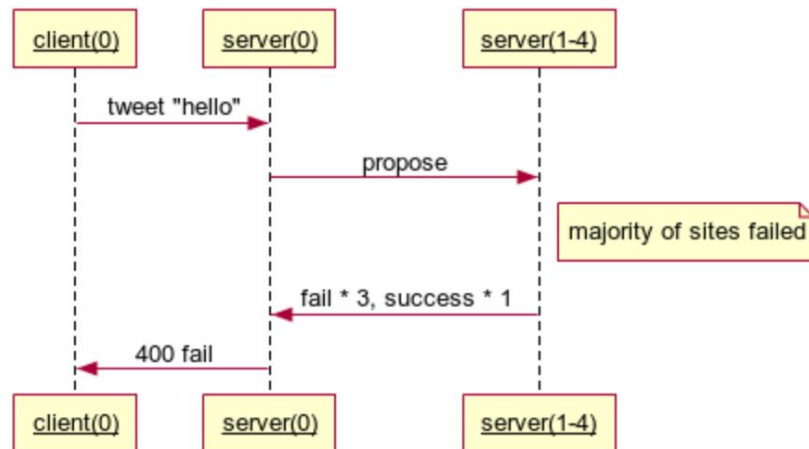 client(0) server(0) server(1-4)
tweet "hello"
propose
majority of sites failed
fail * 3, success * 1
400 fail
client(0) server(0) server(1-4)